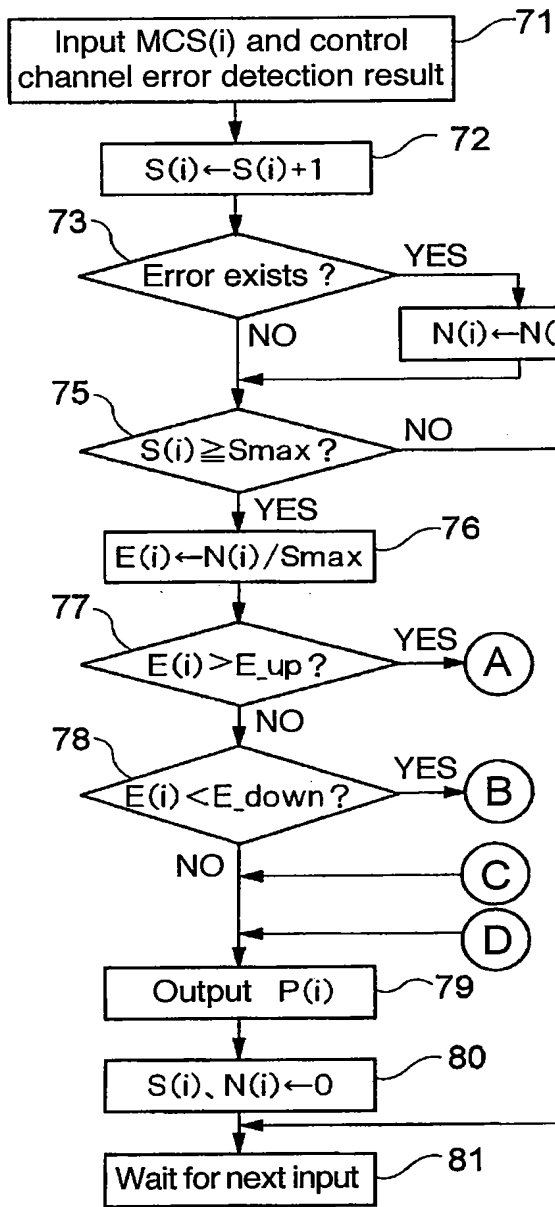 71
Input MCS(i) and control
channel error detection result
72
S(i)←S(i)+1
73
Error exists ?
YES
NO
N(i)←N(
75
S(i)≧Smax ?
NO
YES
76
E(i)←N(i)/Smax
77
E(i)>E_up ?
YES
A
NO
78
E(i)<E_down ?
YES
B
NO
C
D
Output P(i)
79
80
S(i)、N(i)←0
81
Wait for next input